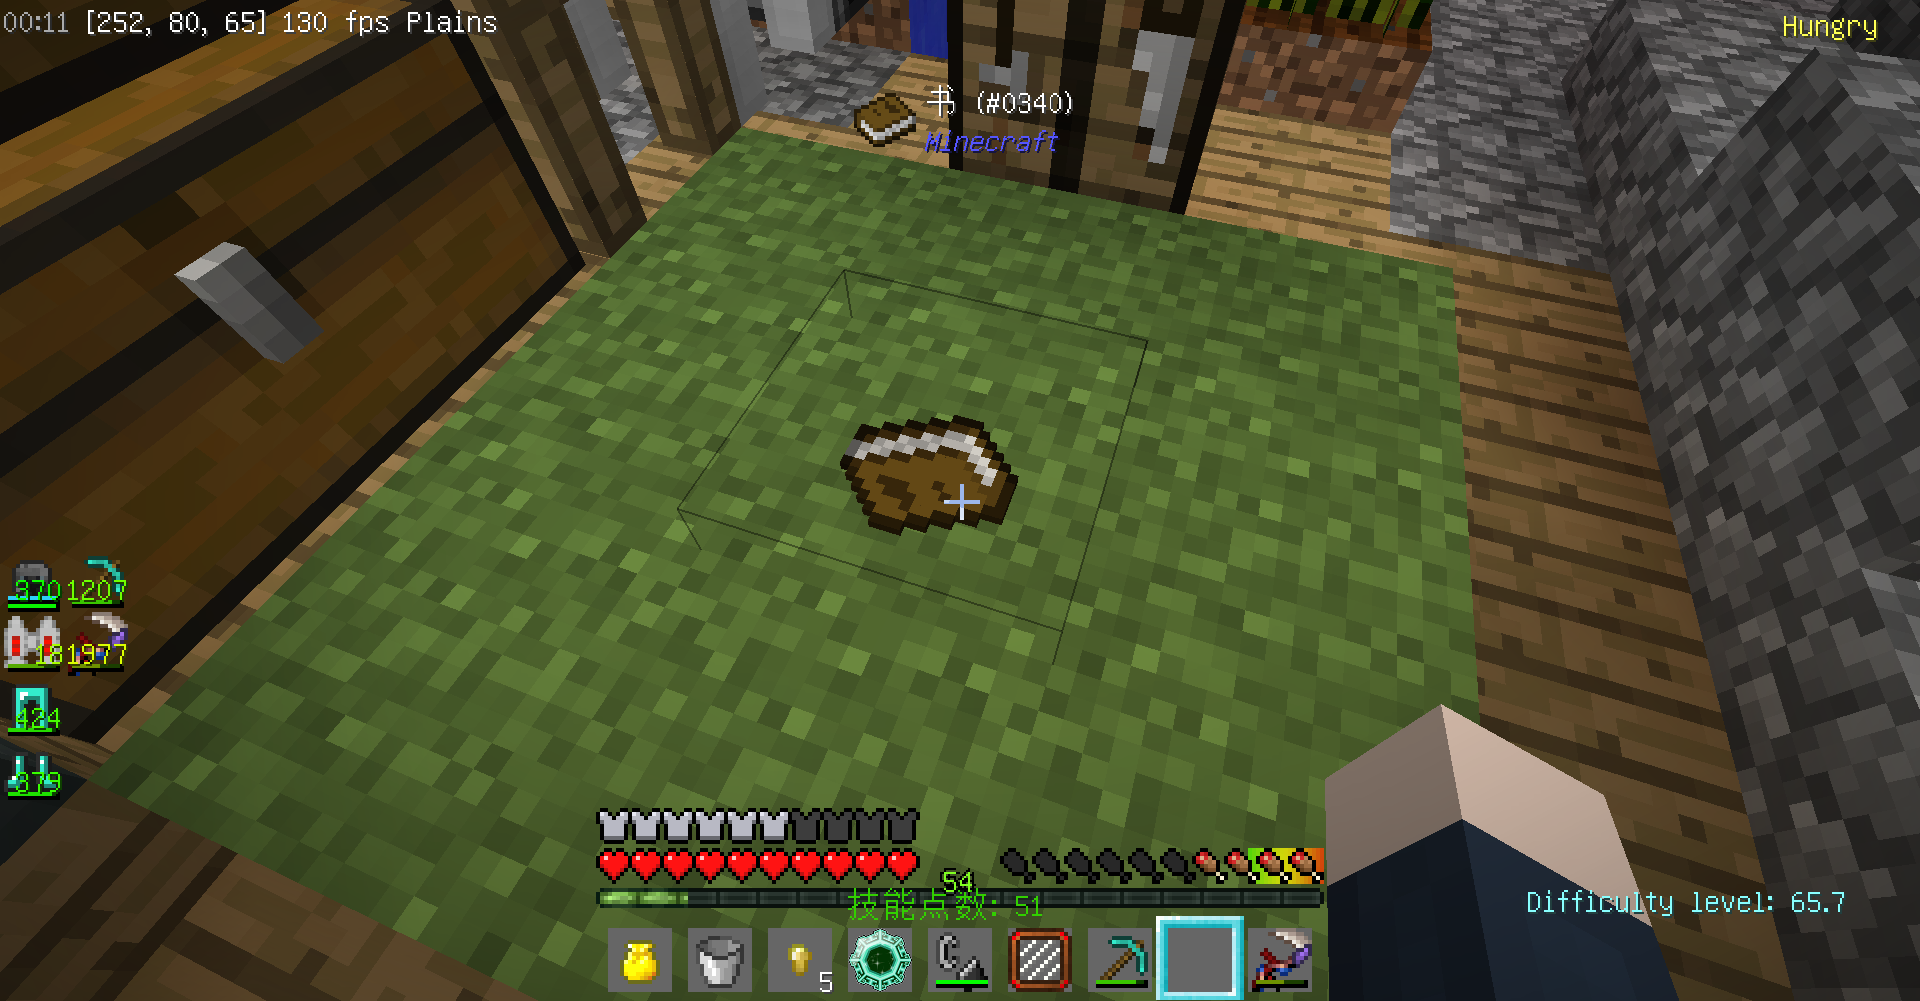 00:11 [252, 80, 65] 130 fps Plains
Hungry
书 (#0340)
Minecraft
370 1207
181977
424
379
54
技能点数: 51
Difficulty level: 65.7
5